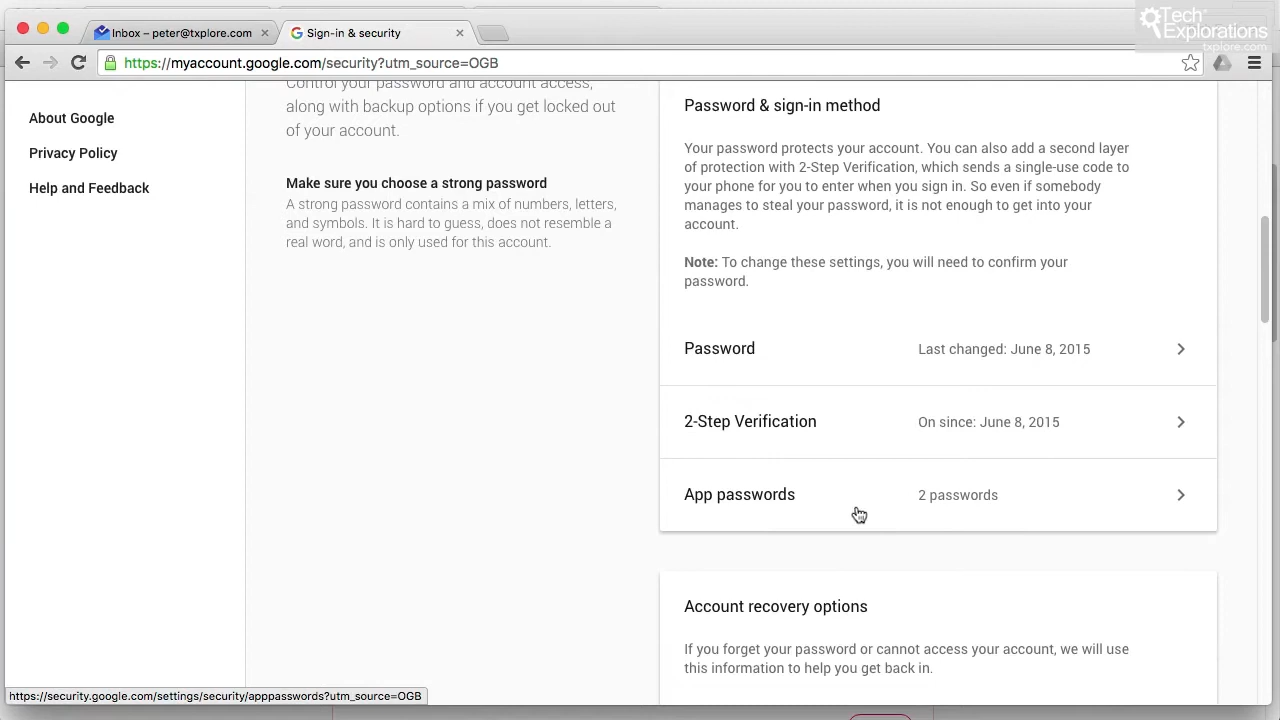 Inbox – peter@txplore.com
Sign-in & security
Tech
Explorations
txplore.com
https://myaccount.google.com/security?utm_source=OGB
About Google
Privacy Policy
Help and Feedback
Control your password and account access,
along with backup options if you get locked out
of your account.
Make sure you choose a strong password
A strong password contains a mix of numbers, letters,
and symbols. It is hard to guess, does not resemble a
real word, and is only used for this account.
Password & sign-in method
Your password protects your account. You can also add a second layer
of protection with 2-Step Verification, which sends a single-use code to
your phone for you to enter when you sign in. So even if somebody
manages to steal your password, it is not enough to get into your
account.
Note: To change these settings, you will need to confirm your
password.
Password Last changed: June 8, 2015
2-Step Verification On since: June 8, 2015
App passwords 2 passwords
Account recovery options
If you forget your password or cannot access your account, we will use
this information to help you get back in.
https://security.google.com/settings/security/apppasswords?utm_source=OGB